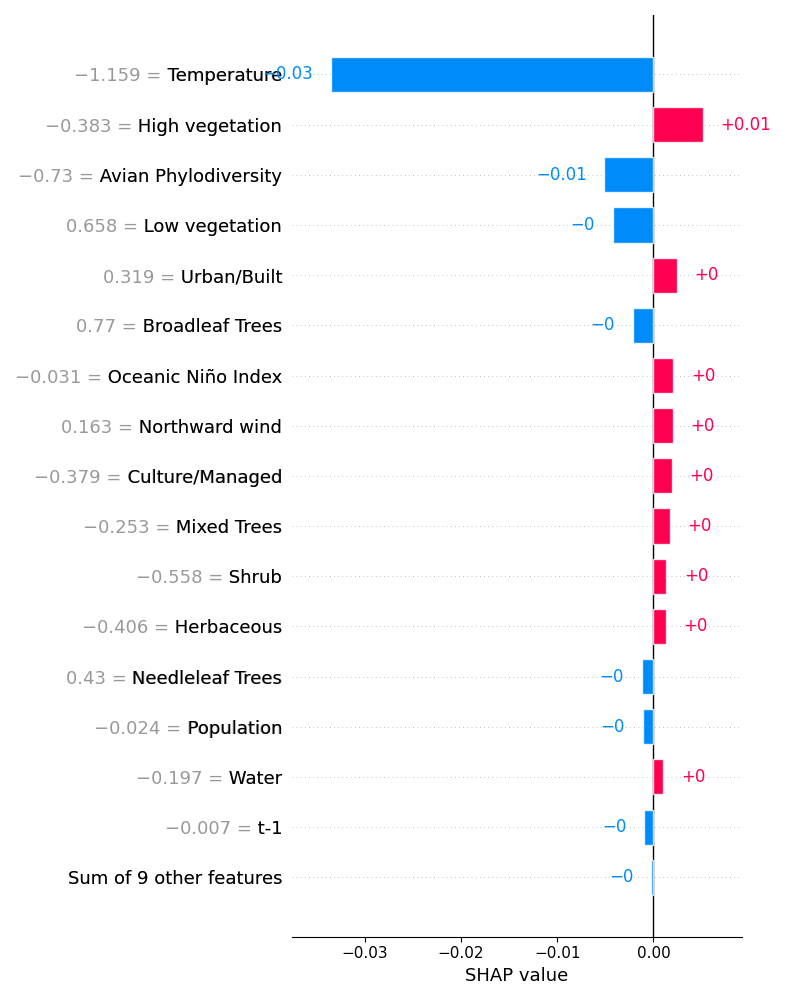 −1.159 = Temperature −0.03
−0.383 = High vegetation +0.01
−0.73 = Avian Phylodiversity −0.01
0.658 = Low vegetation −0
0.319 = Urban/Built +0
0.77 = Broadleaf Trees −0
−0.031 = Oceanic Niño Index +0
0.163 = Northward wind +0
−0.379 = Culture/Managed +0
−0.253 = Mixed Trees +0
−0.558 = Shrub +0
−0.406 = Herbaceous +0
0.43 = Needleleaf Trees −0
−0.024 = Population −0
−0.197 = Water +0
−0.007 = t-1 −0
Sum of 9 other features −0
−0.03 −0.02 −0.01 0.00
SHAP value